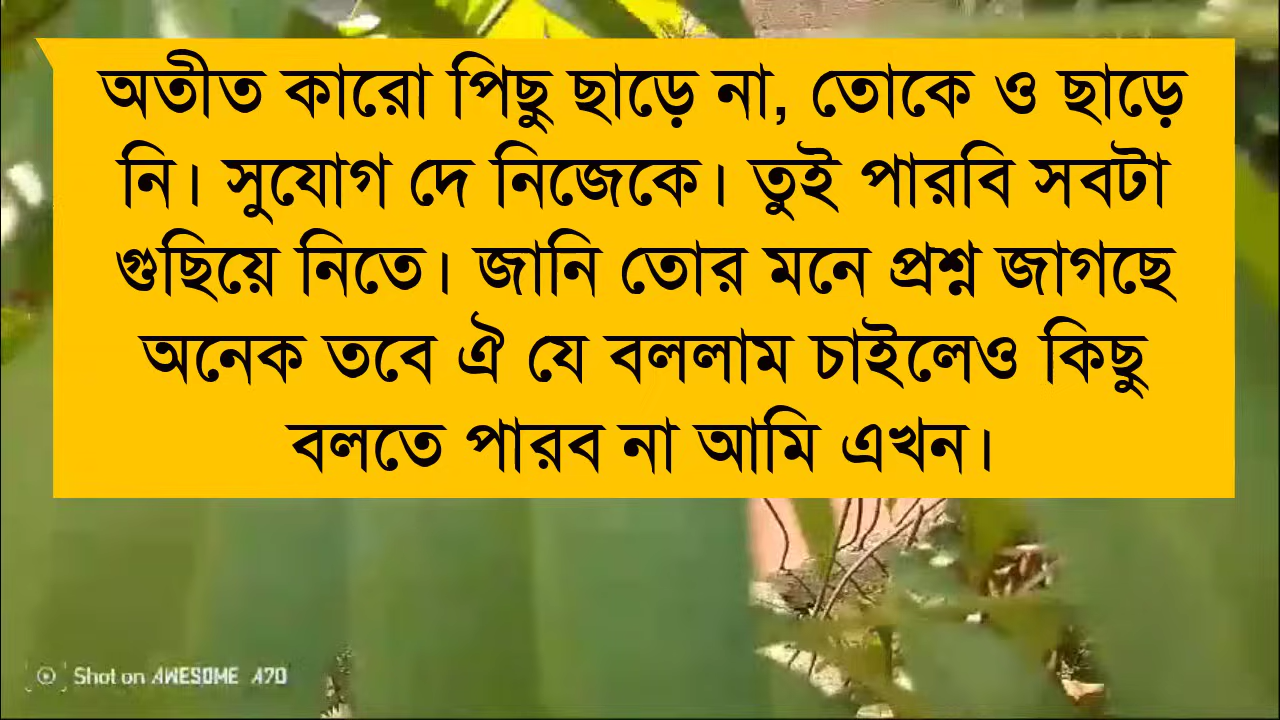 অতীত কারো পিছু ছাড়ে না, তোকে ও ছাড়ে
নি। সুযোগ দে নিজেকে। তুই পারবি সবটা
গুছিয়ে নিতে। জানি তোর মনে প্রশ্ন জাগছে
অনেক তবে ঐ যে বললাম চাইলেও কিছু
বলতে পারব না আমি এখন।
Shot on AWESOME A70